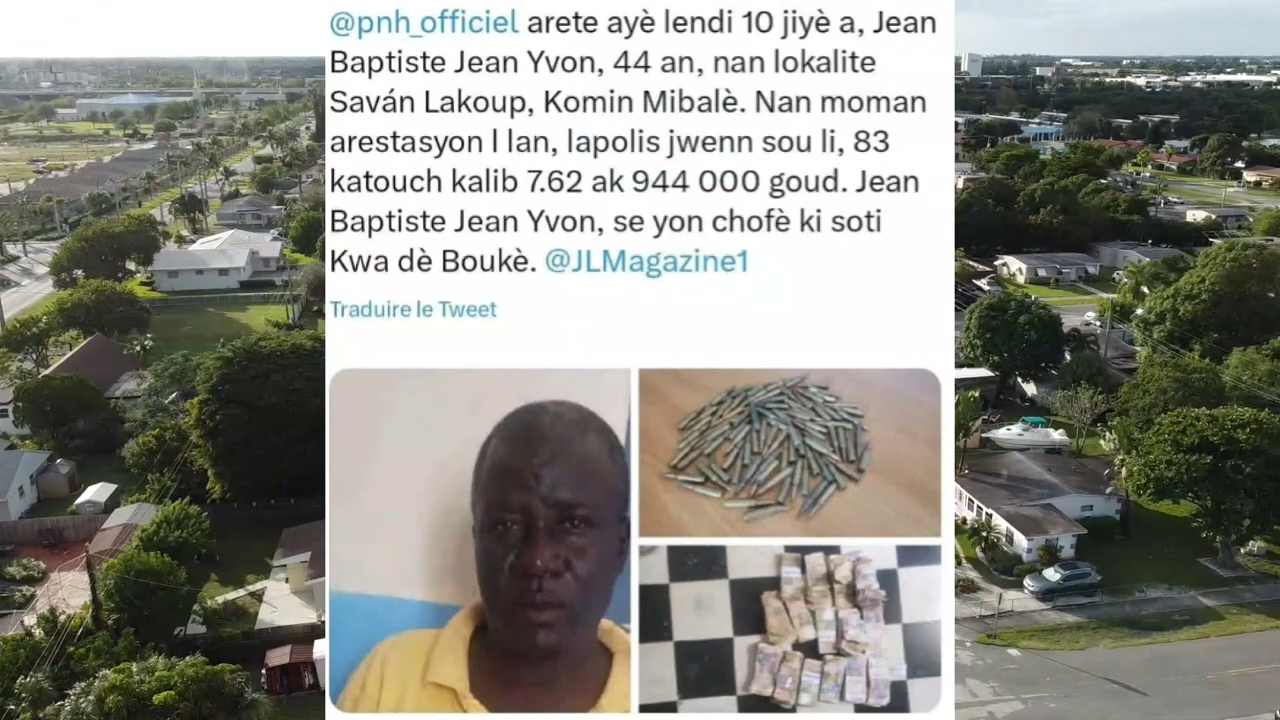 @pnh_officiel arete ayè lendi 10 jiyè a, Jean
Baptiste Jean Yvon, 44 an, nan lokalite
Saván Lakoup, Komin Mibalè. Nan moman
arestasyon l lan, lapolis jwenn sou li, 83
katouch kalib 7.62 ak 944 000 goud. Jean
Baptiste Jean Yvon, se yon chofè ki soti
Kwa dè Boukè. @JLMagazine1
Traduire le Tweet